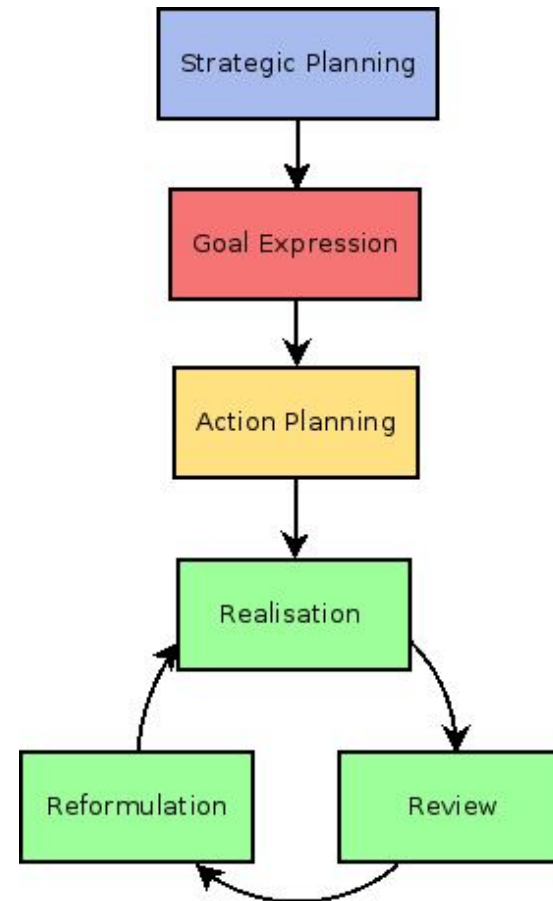 Strategic Planning
Goal Expression
Action Planning
Realisation
Reformulation
Review